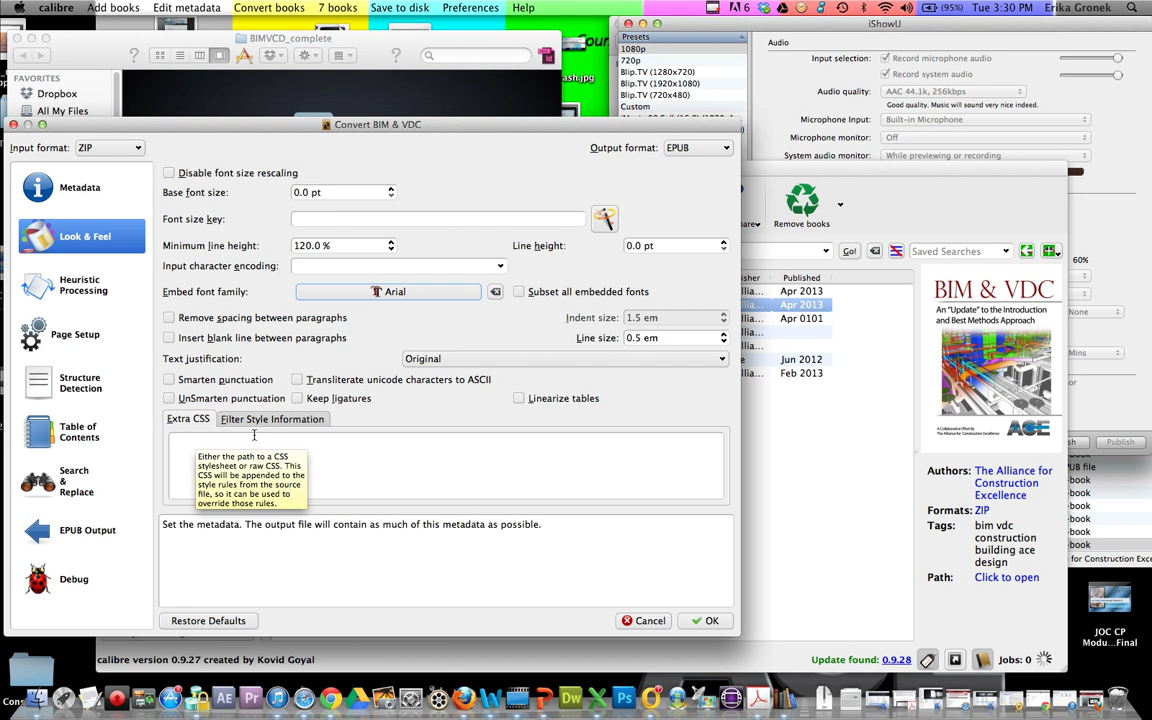 calibre Add books Edit metadata Convert books 7 books Save to disk Preferences Help 6 (95%) Tue 3:30 PM Erika Gronek
BIMVCD_complete
iShowU
FAVORITES
Dropbox
All My Files
Presets
1080p
720p
Blip.TV (1280x720)
Blip.TV (1920x1080)
Blip.TV (720x480)
Custom
Audio
Input selection: Record microphone audio
Record system audio
Audio quality: AAC 44.1k, 256kbps
Good quality. Music will sound very nice indeed.
Microphone Input: Built-in Microphone
Microphone monitor: Off
System audio monitor: While previewing or recording
Convert BIM & VDC
Input format: ZIP
Output format: EPUB
Metadata
Look & Feel
Heuristic
Processing
Page Setup
Structure
Detection
Table of
Contents
Search
&
Replace
EPUB Output
Debug
Disable font size rescaling
Base font size: 0.0 pt
Font size key:
Minimum line height: 120.0 %
Line height: 0.0 pt
Input character encoding:
Embed font family: Arial
Subset all embedded fonts
Remove spacing between paragraphs
Indent size: 1.5 em
Insert blank line between paragraphs
Line size: 0.5 em
Text justification: Original
Smarten punctuation Transliterate unicode characters to ASCII
UnSmarten punctuation Keep ligatures Linearize tables
Extra CSS Filter Style Information
Either the path to a CSS
stylesheet or raw CSS. This
CSS will be appended to the
style rules from the source
file, so it can be used to
override those rules.
Set the metadata. The output file will contain as much of this metadata as possible.
Restore Defaults Cancel OK
Remove books
Go! Saved Searches
60%
Published
Apr 2013
Apr 2013
Apr 0101
Jun 2012
Feb 2013
BIM & VDC
An "Update" to the Introduction
and Best Methods Approach
ACE
Authors: The Alliance for
Construction
Excellence
Formats: ZIP
Tags: bim vdc
construction
building ace
design
Path: Click to open
None
Mins
Publish
JOC CP
Modu...Final
calibre version 0.9.27 created by Kovid Goyal
Update found: 0.9.28 Jobs: 0